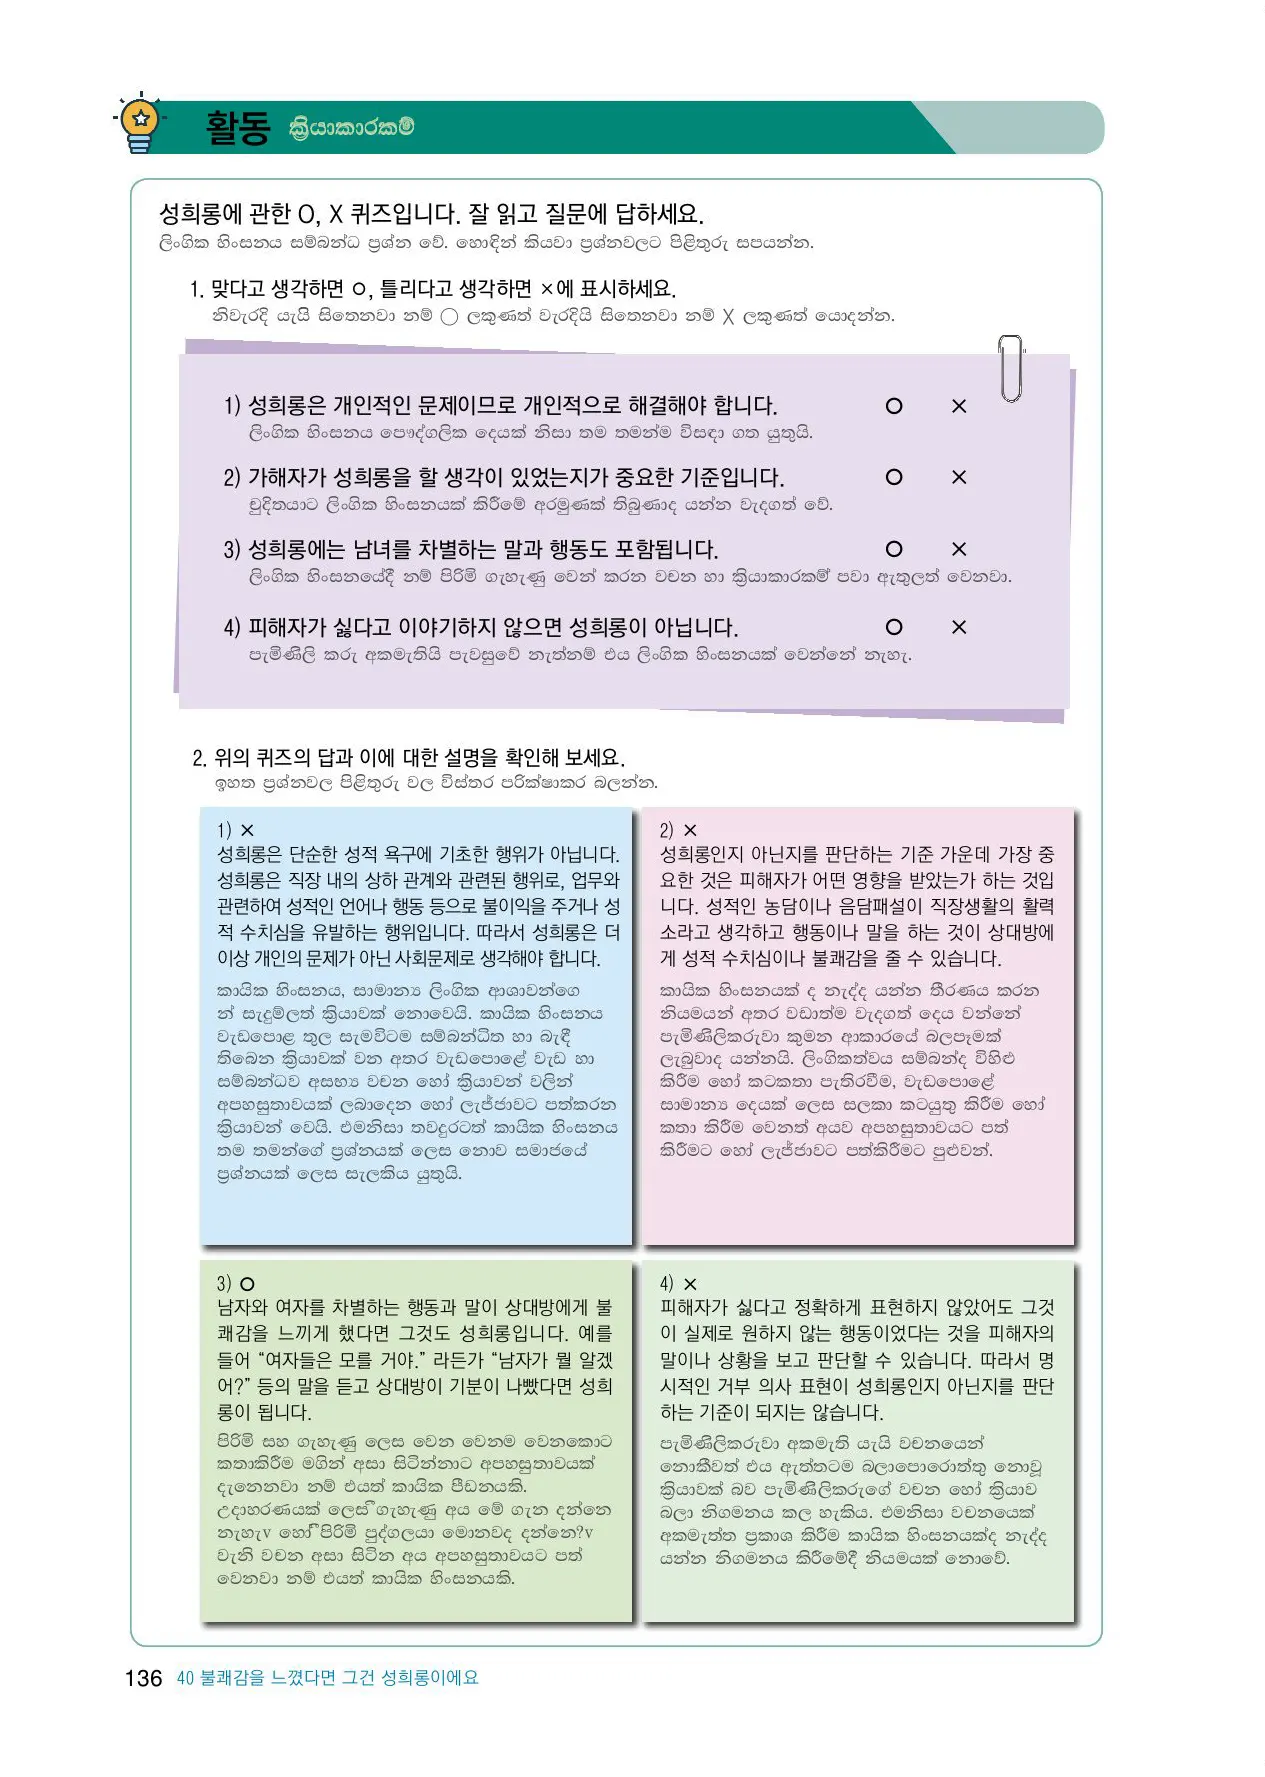 활동 ක්‍රියාකාරකම්
성희롱에 관한 O, X 퀴즈입니다. 잘 읽고 질문에 답하세요.
ලිංගික හිංසනය සම්බන්ධ ප්‍රශ්න වේ. හොඳින් කියවා ප්‍රශ්නවලට පිළිතුරු සපයන්න.
1. 맞다고 생각하면 ○, 틀리다고 생각하면 ×에 표시하세요.
නිවැරදි යැයි සිතෙනවා නම් ◯ ලකුණත් වැරදියි සිතෙනවා නම් X ලකුණත් යොදන්න.
1) 성희롱은 개인적인 문제이므로 개인적으로 해결해야 합니다. ○ ×
ලිංගික හිංසනය පෞද්ගලික දෙයක් නිසා තම තමන්ම විසඳා ගත යුතුයි.
2) 가해자가 성희롱을 할 생각이 있었는지가 중요한 기준입니다. ○ ×
චුදිතයාට ලිංගික හිංසනයක් කිරීමේ අරමුණක් තිබුණාද යන්න වැදගත් වේ.
3) 성희롱에는 남녀를 차별하는 말과 행동도 포함됩니다. ○ ×
ලිංගික හිංසනයේදී නම් පිරිමි ගැහැණු වෙන් කරන වචන හා ක්‍රියාකාරකම් පවා ඇතුලත් වෙනවා.
4) 피해자가 싫다고 이야기하지 않으면 성희롱이 아닙니다. ○ ×
පැමිණිලි කරු අකමැතියි පැවසුවේ නැත්නම් එය ලිංගික හිංසනයක් වෙන්නේ නැහැ.
2. 위의 퀴즈의 답과 이에 대한 설명을 확인해 보세요.
ඉහත ප්‍රශ්නවල පිළිතුරු වල විස්තර පරික්ෂාකර බලන්න.
1) ×
성희롱은 단순한 성적 욕구에 기초한 행위가 아닙니다.
성희롱은 직장 내의 상하 관계와 관련된 행위로, 업무와
관련하여 성적인 언어나 행동 등으로 불이익을 주거나 성
적 수치심을 유발하는 행위입니다. 따라서 성희롱은 더
이상 개인의 문제가 아닌 사회문제로 생각해야 합니다.
කායික හිංසනය, සාමාන්‍ය ලිංගික ආශාවන්ගෙ
න් සැදුම්ලත් ක්‍රියාවක් නොවෙයි. කායික හිංසනය
වැඩපොළ තුල සැමවිටම සම්බන්ධිත හා බැඳී
තිබෙන ක්‍රියාවක් වන අතර වැඩපොළේ වැඩ හා
සම්බන්ධව අසභ්‍ය වචන හෝ ක්‍රියාවන් වලින්
අපහසුතාවයක් ලබාදෙන හෝ ලැජ්ජාවට පත්කරන
ක්‍රියාවන් වෙයි. එමනිසා තවදුරටත් කායික හිංසනය
තම තමන්ගේ ප්‍රශ්නයක් ලෙස නොව සමාජයේ
ප්‍රශ්නයක් ලෙස සැලකිය යුතුයි.
2) ×
성희롱인지 아닌지를 판단하는 기준 가운데 가장 중
요한 것은 피해자가 어떤 영향을 받았는가 하는 것입
니다. 성적인 농담이나 음담패설이 직장생활의 활력
소라고 생각하고 행동이나 말을 하는 것이 상대방에
게 성적 수치심이나 불쾌감을 줄 수 있습니다.
කායික හිංසනයක් ද නැද්ද යන්න තීරණය කරන
නියමයන් අතර වඩාත්ම වැදගත් දෙය වන්නේ
පැමිණිලිකරුවා කුමන ආකාරයේ බලපෑමක්
ලැබුවාද යන්නයි. ලිංගිකත්වය සම්බන්ද විහිළු
කිරීම හෝ කටකතා පැතිරවීම, වැඩපොළේ
සාමාන්‍ය දෙයක් ලෙස සලකා කටයුතු කිරීම හෝ
කතා කිරීම වෙනත් අයව අපහසුතාවයට පත්
කිරීමට හෝ ලැජ්ජාවට පත්කිරීමට පුළුවන්.
3) ○
남자와 여자를 차별하는 행동과 말이 상대방에게 불
쾌감을 느끼게 했다면 그것도 성희롱입니다. 예를
들어 “여자들은 모를 거야.” 라든가 “남자가 뭘 알겠
어?” 등의 말을 듣고 상대방이 기분이 나빴다면 성희
롱이 됩니다.
පිරිමි සහ ගැහැණු ලෙස වෙන වෙනම වෙනකොට
කතාකිරීම මගින් අසා සිටින්නාට අපහසුතාවයක්
දැනෙනවා නම් එයත් කායික පීඩනයකි.
උදාහරණයක් ලෙස ීගැහැණු අය මේ ගැන දන්නෙ
නැහැv හෝ ීපිරිමි පුද්ගලයා මොනවද දන්නෙ?v
වැනි වචන අසා සිටින අය අපහසුතාවයට පත්
වෙනවා නම් එයත් කායික හිංසනයකි.
4) ×
피해자가 싫다고 정확하게 표현하지 않았어도 그것
이 실제로 원하지 않는 행동이었다는 것을 피해자의
말이나 상황을 보고 판단할 수 있습니다. 따라서 명
시적인 거부 의사 표현이 성희롱인지 아닌지를 판단
하는 기준이 되지는 않습니다.
පැමිණිලිකරුවා අකමැති යැයි වචනයෙන්
නොකීවත් එය ඇත්තටම බලාපොරොත්තු නොවූ
ක්‍රියාවක් බව පැමිණිලිකරුගේ වචන හෝ ක්‍රියාව
බලා නිගමනය කල හැකිය. එමනිසා වචනයෙක්
අකමැත්ත ප්‍රකාශ කිරීම කායික හිංසනයක්ද නැද්ද
යන්න නිගමනය කිරීමේදී නියමයක් නොවේ.
136 40 불쾌감을 느꼈다면 그건 성희롱이에요